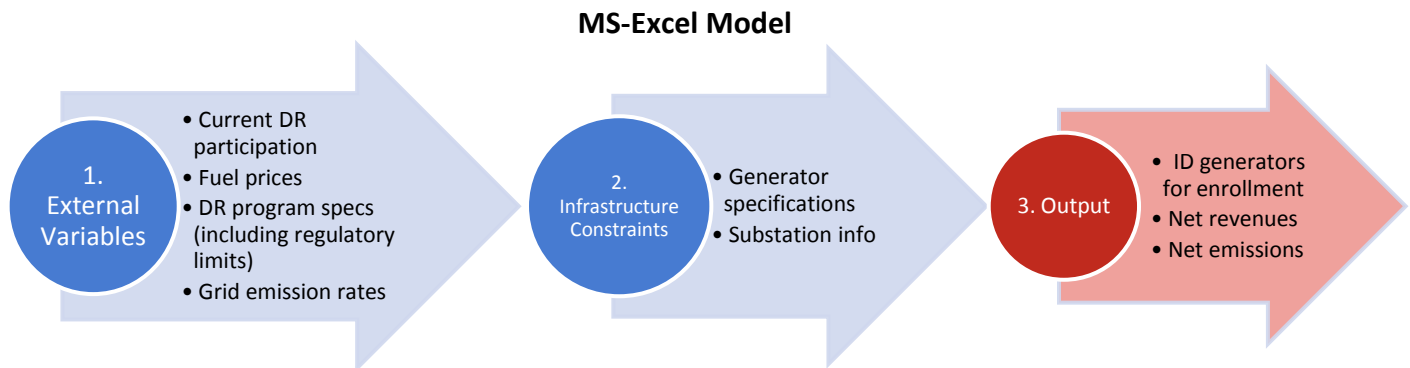 MS-Excel Model
1.
External
Variables
• Current DR
participation
• Fuel prices
• DR program specs
(including regulatory
limits)
• Grid emission rates
2.
Infrastructure
Constraints
• Generator
specifications
• Substation info
3. Output
• ID generators
for enrollment
• Net revenues
• Net emissions